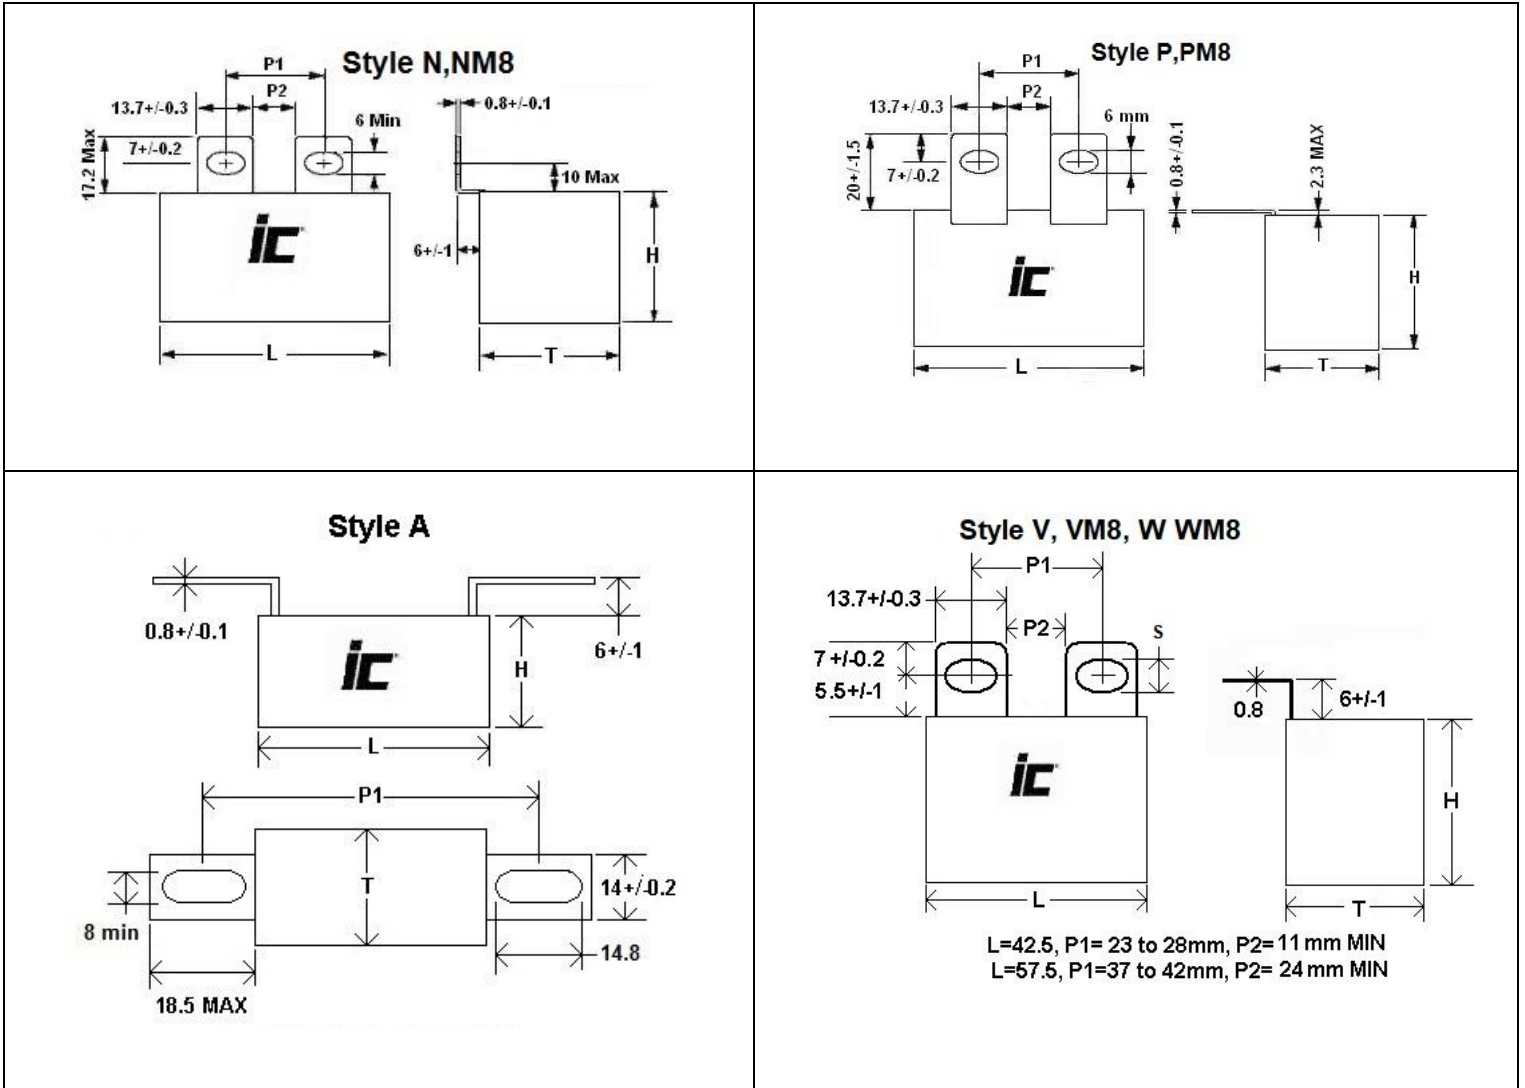 Style N,NM8
P1
P2
13.7+/-0.3
0.8+/-0.1
6 Min
17.2 Max
7+/-0.2
10 Max
ic
6+/-1
H
L
T
Style P,PM8
P1
P2
13.7+/-0.3
6 mm
20+/-1.5
7+/-0.2
0.8+/-0.1
2.3 MAX
ic
H
L
T
Style A
0.8+/-0.1
6+/-1
ic
H
L
P1
T
14+/-0.2
8 min
14.8
18.5 MAX
Style V, VM8, W WM8
P1
13.7+/-0.3
P2
S
7 +/-0.2
5.5+/-1
0.8
6+/-1
ic
H
L
T
L=42.5, P1= 23 to 28mm, P2= 11 mm MIN
L=57.5, P1=37 to 42mm, P2= 24 mm MIN